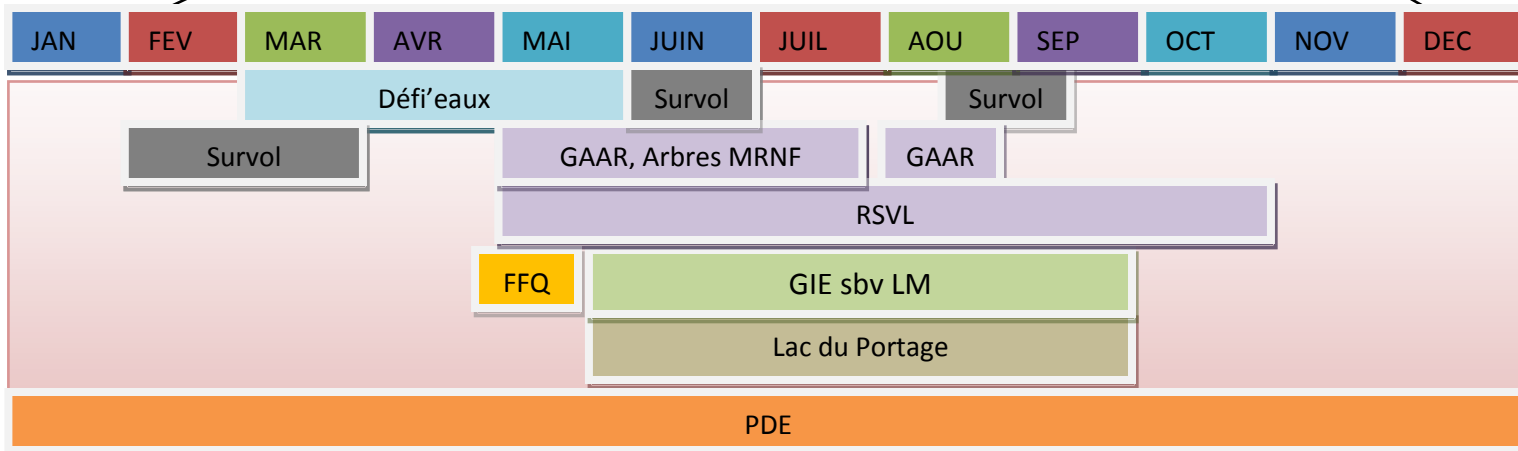 JAN FEV MAR AVR MAI JUIN JUIL AOU SEP OCT NOV DEC
Défi’eaux Survol Survol
Survol GAAR, Arbres MRNF GAAR
RSVL
FFQ GIE sbv LM
Lac du Portage
PDE